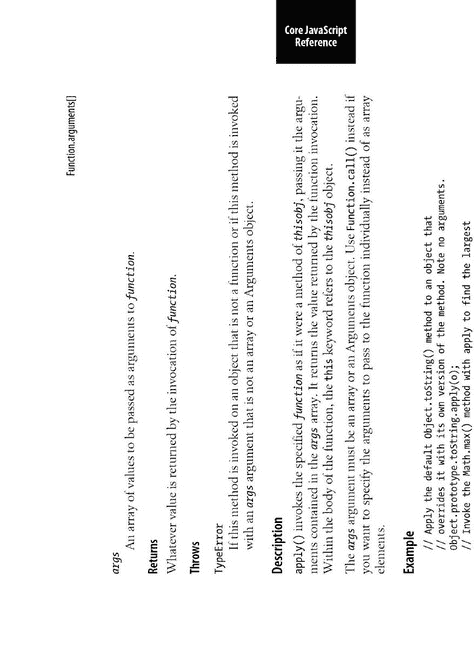 Core JavaScript
Reference
Function.arguments[]
args
An array of values to be passed as arguments to function.
Returns
Whatever value is returned by the invocation of function.
Throws
TypeError
If this method is invoked on an object that is not a function or if this method is invoked
with an args argument that is not an array or an Arguments object.
Description
apply() invokes the specified function as if it were a method of thisobj, passing it the argu-
ments contained in the args array. It returns the value returned by the function invocation.
Within the body of the function, the this keyword refers to the thisobj object.
The args argument must be an array or an Arguments object. Use Function.call() instead if
you want to specify the arguments to pass to the function individually instead of as array
elements.
Example
// Apply the default Object.toString() method to an object that
// overrides it with its own version of the method. Note no arguments.
Object.prototype.toString.apply(o);
// Invoke the Math.max() method with apply to find the largest